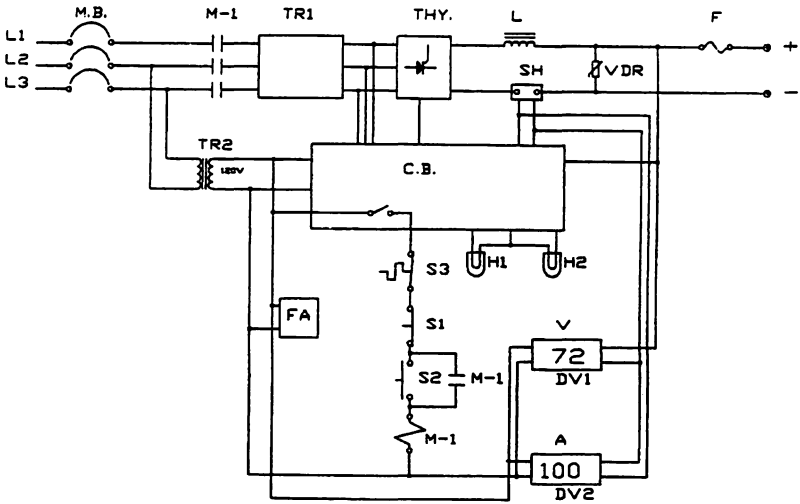 M.B. M-1 TR1 THY. L F
L1
L2
L3
+
SH
VDR
-
TR2
120V
C.B.
H1 H2
S3
FA
S1
V
72
DV1
S2 M-1
M-1
A
100
DV2